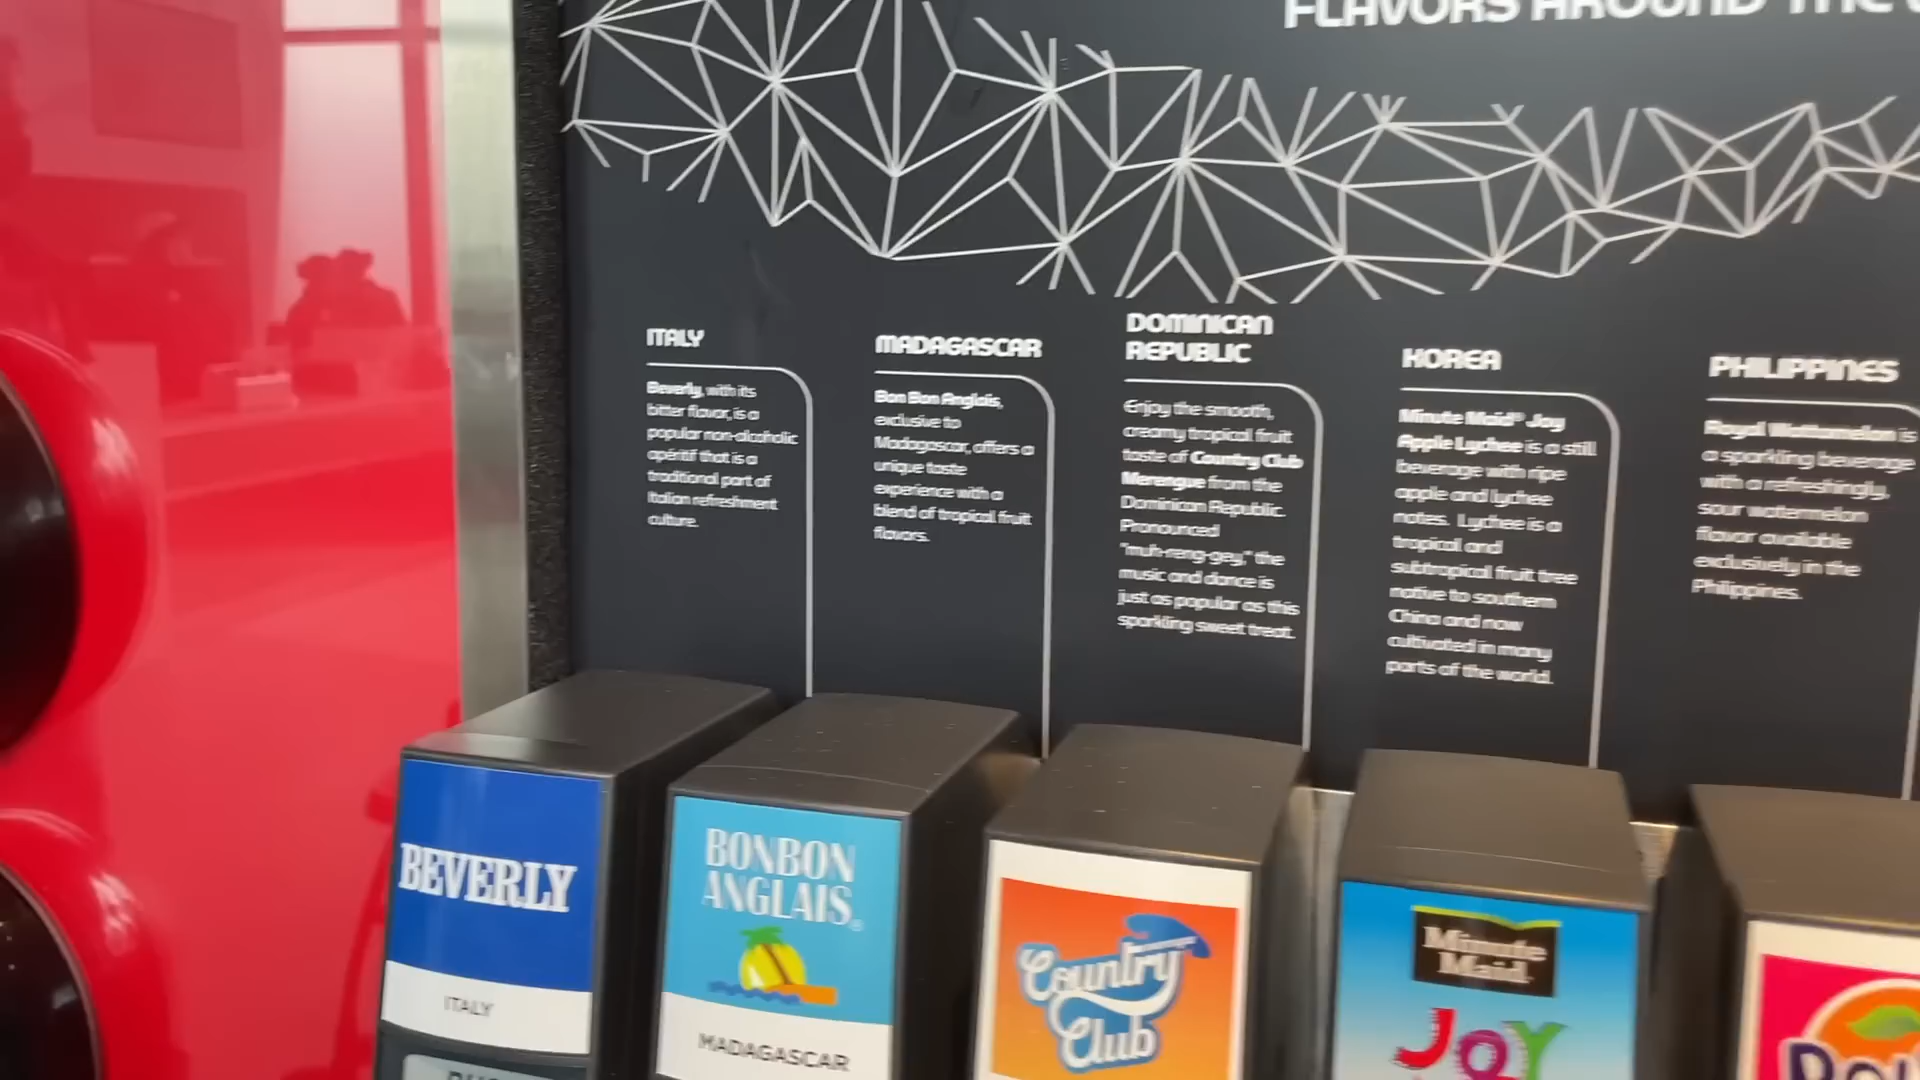 FLAVORS AROUND THE
ITALY
Beverly, with its
bitter flavor, is a
popular non-alcoholic
apéritif that is a
traditional part of
Italian refreshment
culture.
MADAGASCAR
Bon Bon Anglais,
exclusive to
Madagascar, offers a
unique taste
experience with a
blend of tropical fruit
flavors.
DOMINICAN
REPUBLIC
Enjoy the smooth,
creamy tropical fruit
taste of Country Club
Merengue from the
Dominican Republic.
Pronounced
"muh-reng-gey," the
music and dance is
just as popular as this
sparkling sweet treat.
KOREA
Minute Maid® Joy
Apple Lychee is a still
beverage with ripe
apple and lychee
notes. Lychee is a
tropical and
subtropical fruit tree
native to southern
China and now
cultivated in many
parts of the world.
PHILIPPINES
Royal Wattamelon is
a sparkling beverage
with a refreshingly,
sour watermelon
flavor available
exclusively in the
Philippines.
BEVERLY
ITALY
BONBON
ANGLAIS®
MADAGASCAR
Country
Club
Minute
Maid
JOY